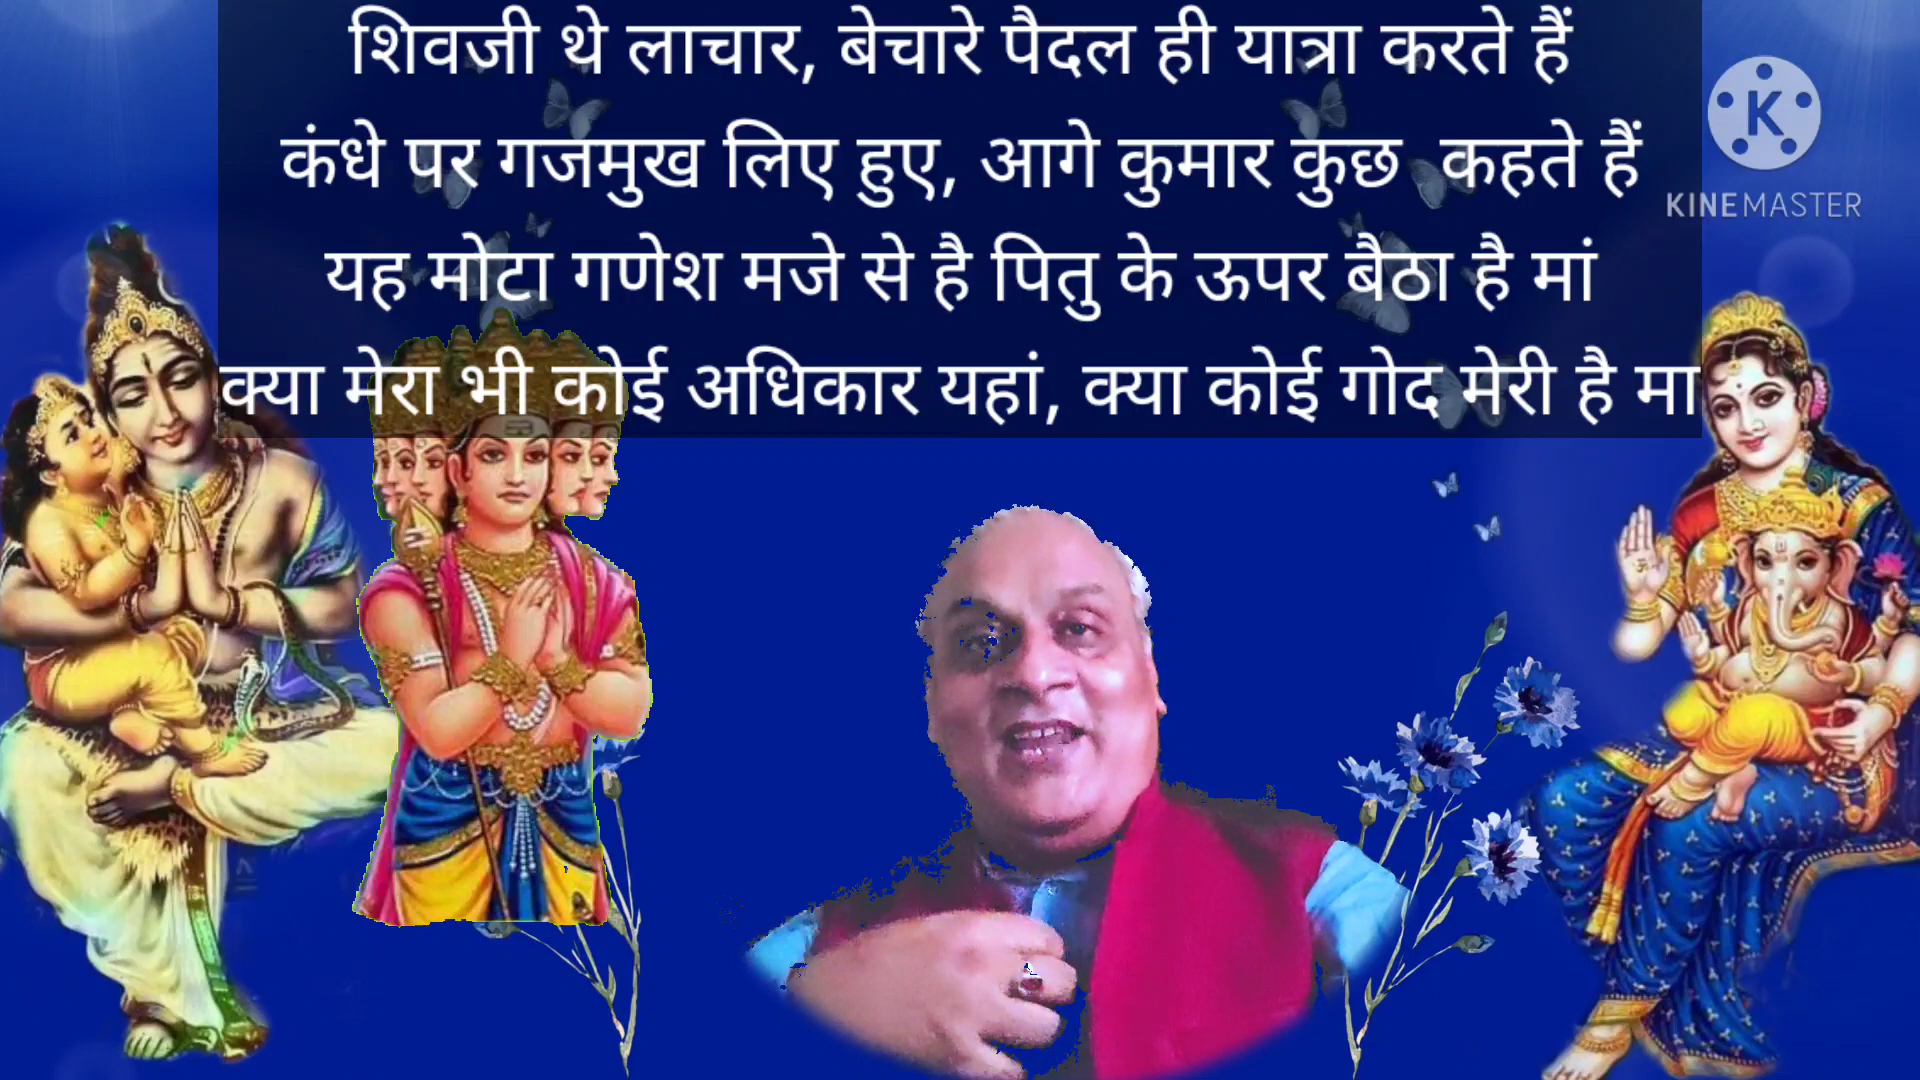 शिवजी थे लाचार, बेचारे पैदल ही यात्रा करते हैं
कंधे पर गजमुख लिए हुए, आगे कुमार कुछ कहते हैं
यह मोटा गणेश मजे से है पितु के ऊपर बैठा है मां
क्या मेरा भी कोई अधिकार यहां, क्या कोई गोद मेरी है मा
K
KINEMASTER